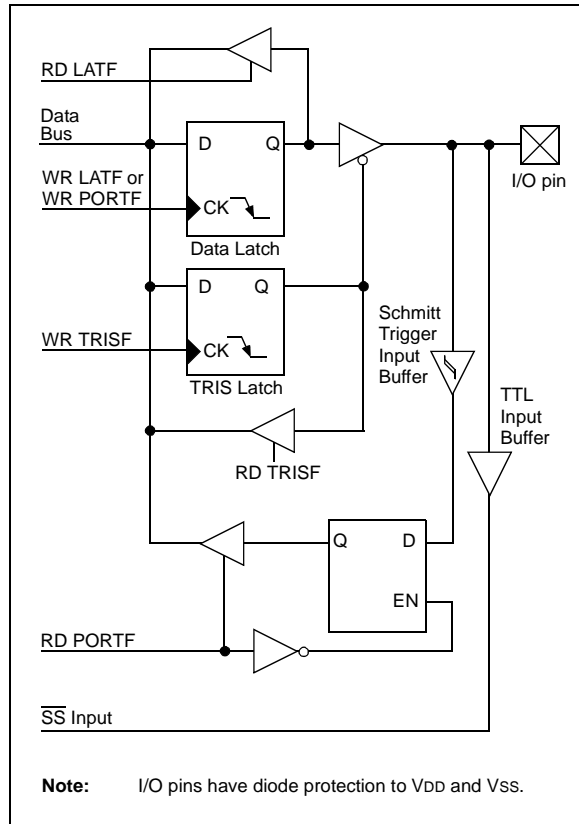 RD LATF
Data
Bus
D Q
I/O pin
WR LATF or
WR PORTF
CK
Data Latch
D Q
WR TRISF
CK
TRIS Latch
Schmitt
Trigger
Input
Buffer
TTL
Input
Buffer
RD TRISF
Q D
EN
RD PORTF
SS Input
Note: I/O pins have diode protection to VDD and VSS.